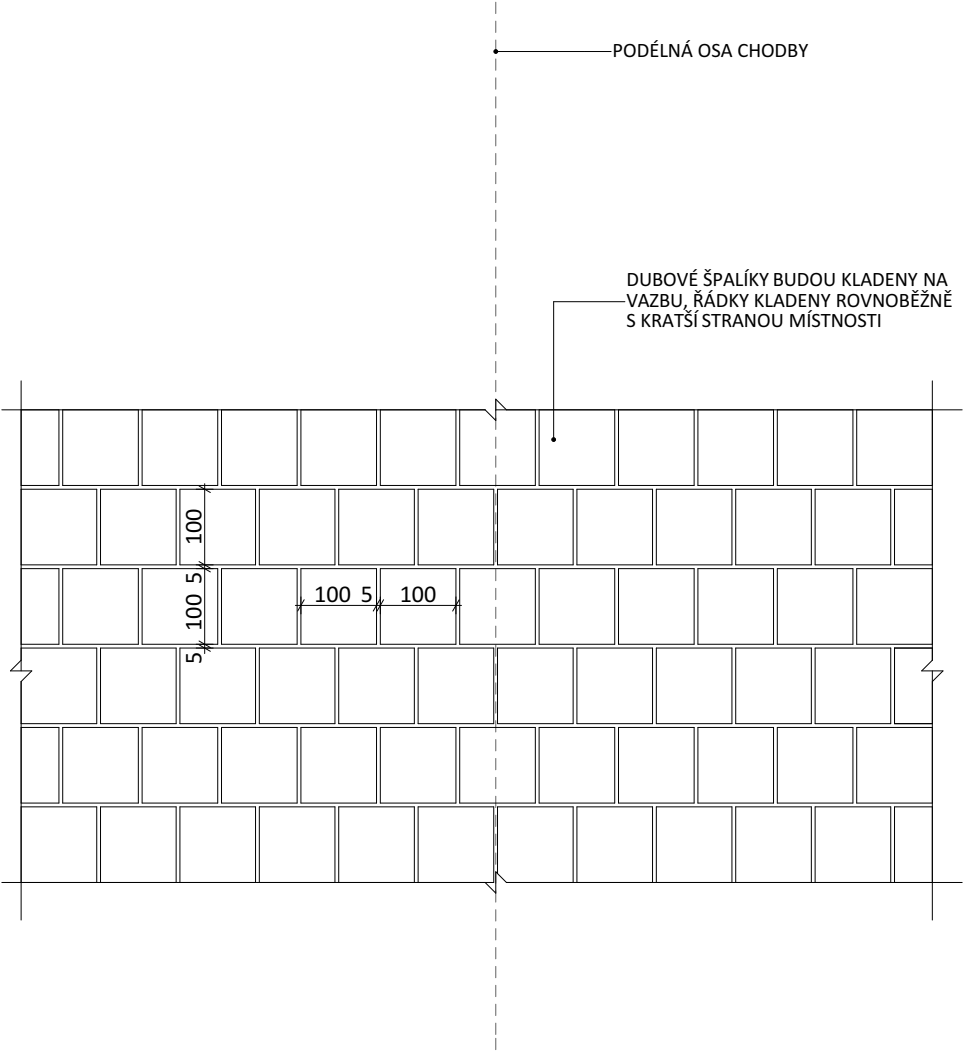 PODÉLNÁ OSA CHODBY
DUBOVÉ ŠPALÍKY BUDOU KLADENY NA
VAZBU, ŘÁDKY KLADENY ROVNOBĚŽNĚ
S KRATŠÍ STRANOU MÍSTNOSTI
100
5
100
5
100 5 100